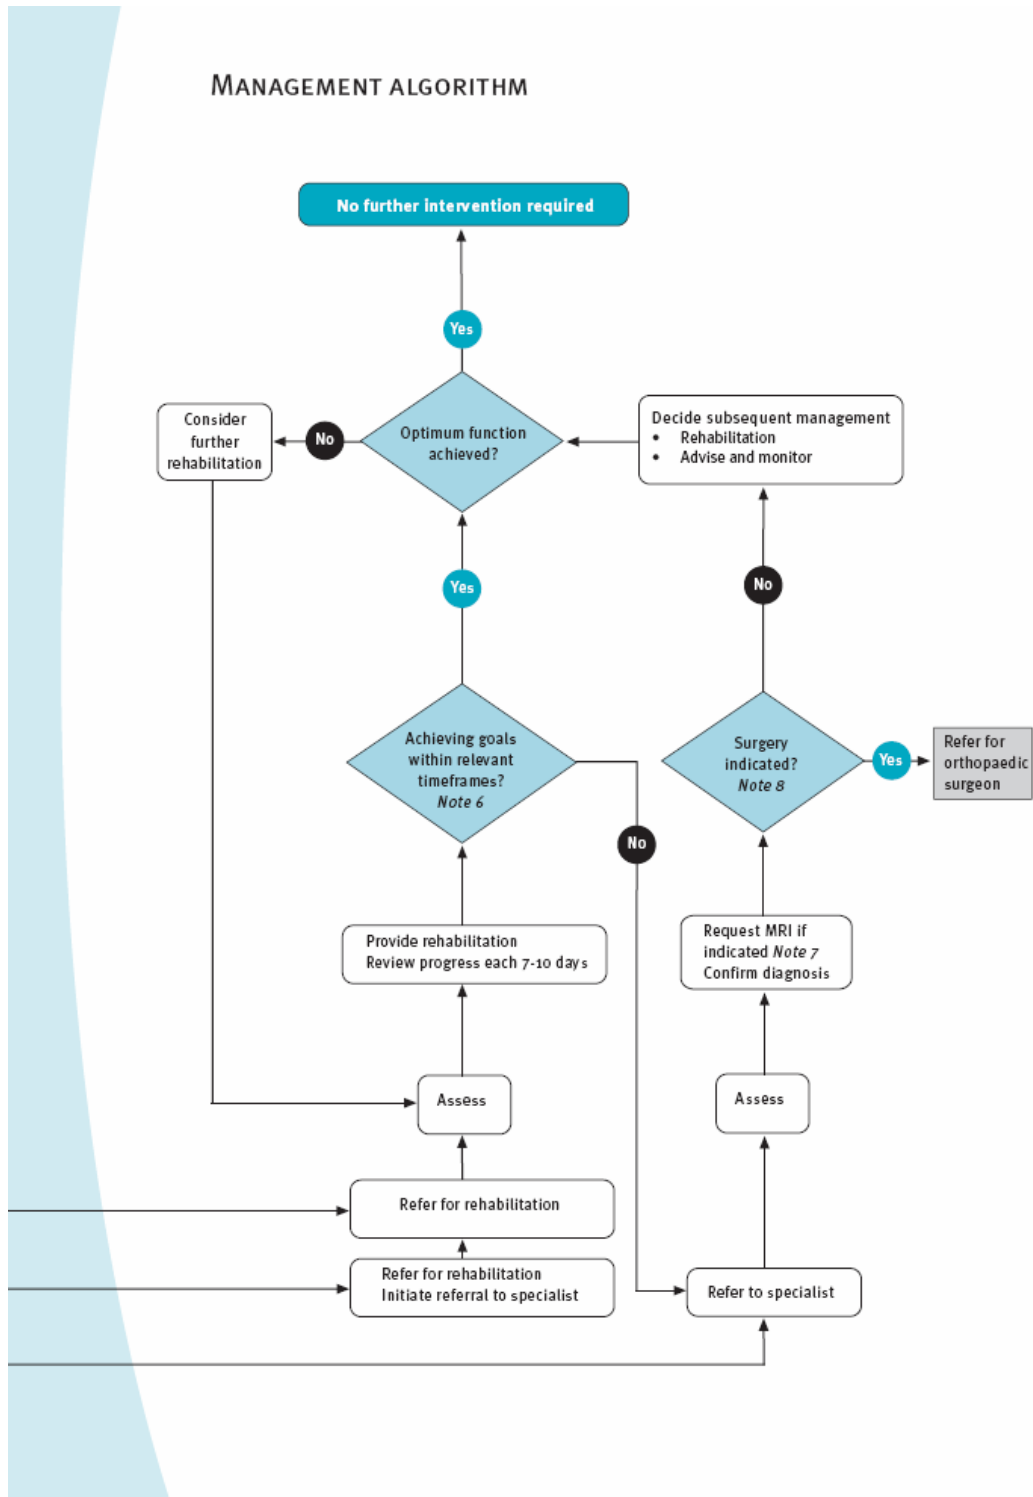 MANAGEMENT ALGORITHM
No further intervention required
Yes
Consider
further
rehabilitation
No
Optimum function
achieved?
Decide subsequent management
• Rehabilitation
• Advise and monitor
Yes
No
Achieving goals
within relevant
timeframes?
Note 6
Surgery
indicated?
Note 8
Yes
Refer for
orthopaedic
surgeon
No
Provide rehabilitation
Review progress each 7-10 days
Request MRI if
indicated Note 7
Confirm diagnosis
Assess
Assess
Refer for rehabilitation
Refer for rehabilitation
Initiate referral to specialist
Refer to specialist